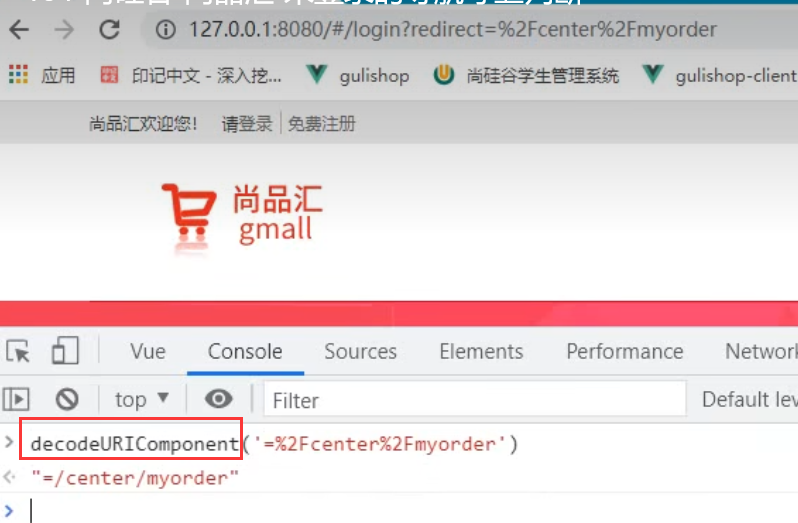 127.0.0.1:8080/#/login?redirect=%2Fcenter%2Fmyorder
应用 印记中文 - 深入挖... gulishop 尚硅谷学生管理系统 gulishop-client
尚品汇欢迎您! 请登录 免费注册
尚品汇
gmall
Vue Console Sources Elements Performance Network
top ▼ Filter Default lev
> decodeURIComponent('=%2Fcenter%2Fmyorder')
"=/center/myorder"
>